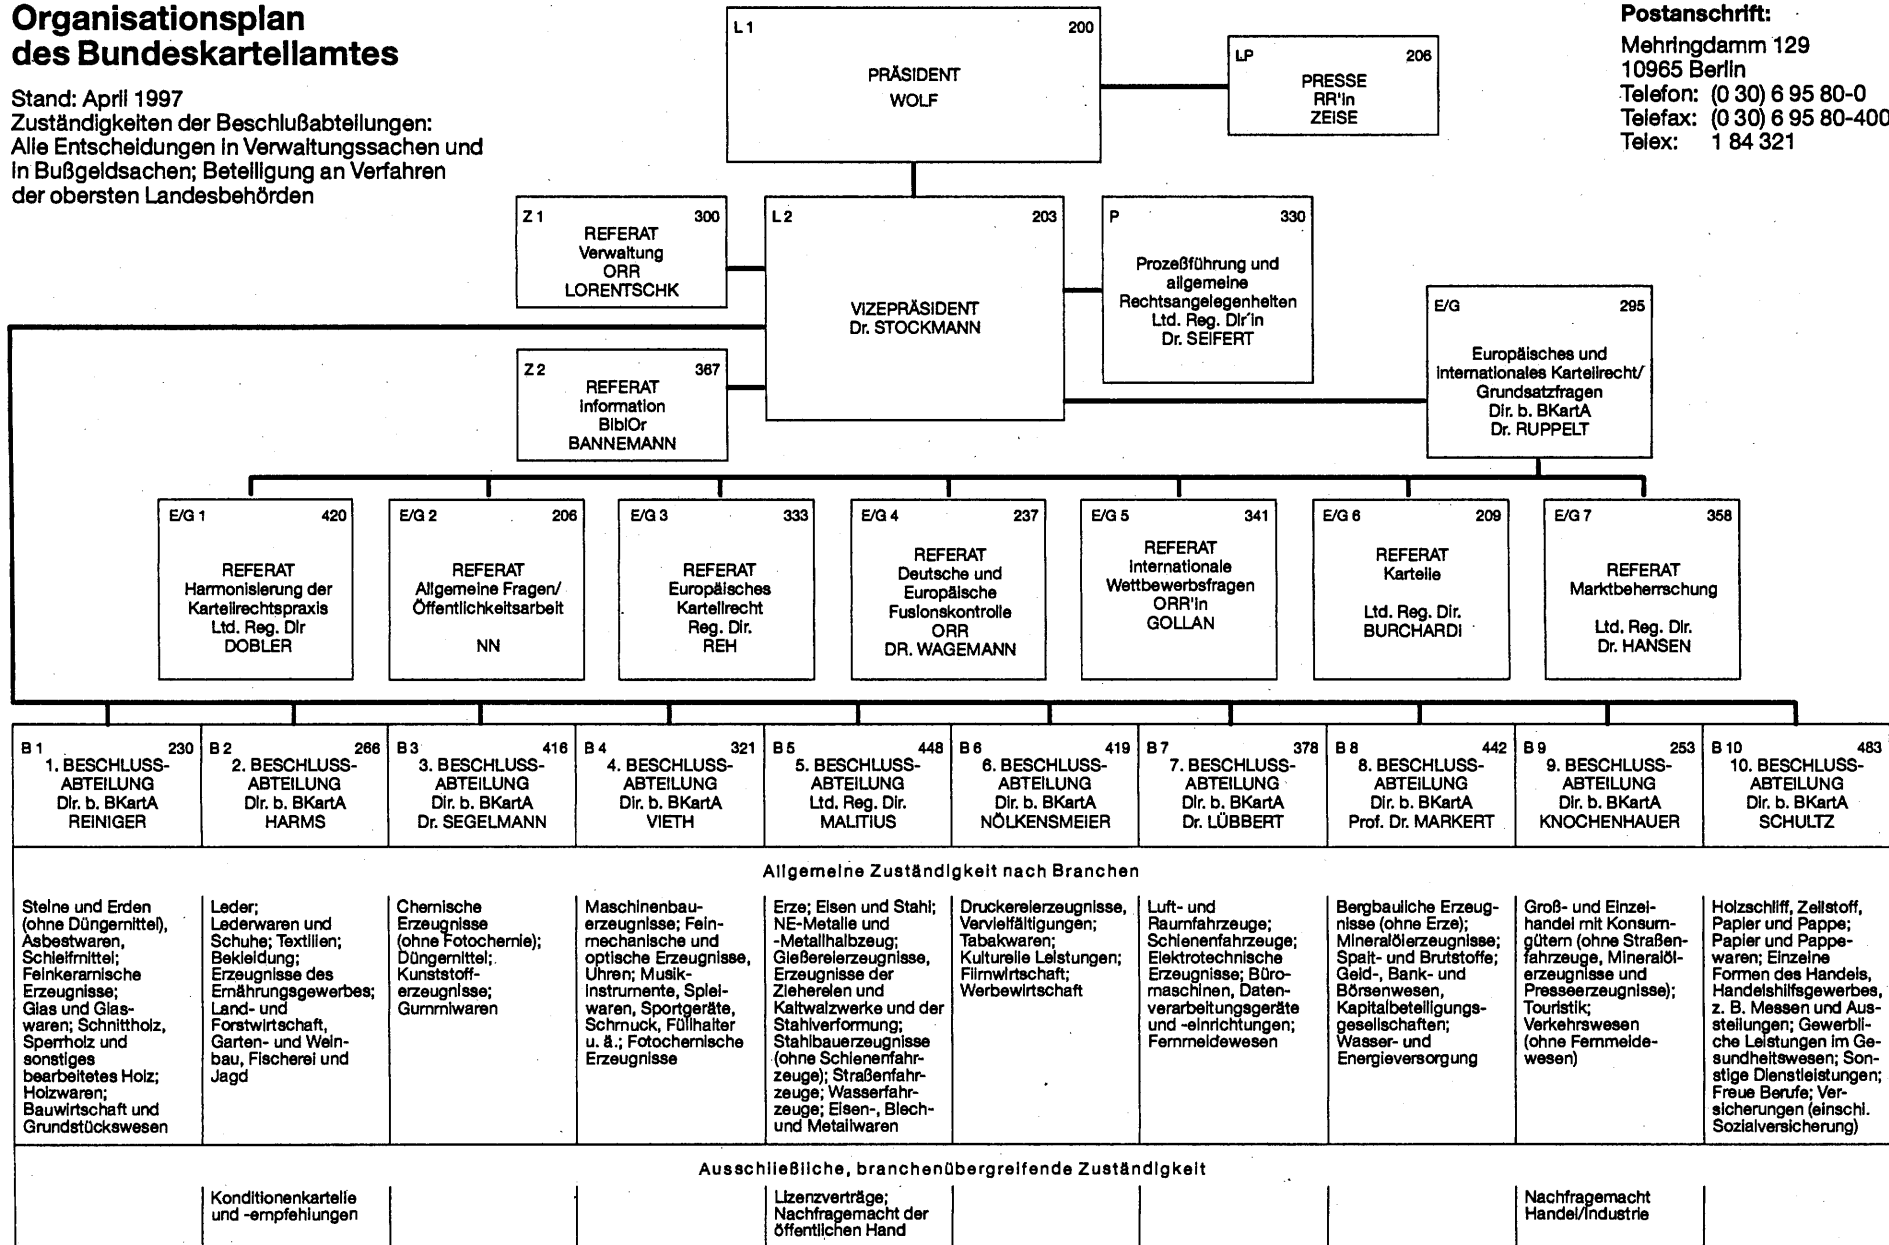 Organisationsplan
des Bundeskartellamtes
Stand: April 1997
Zuständigkeiten der Beschlußabteilungen:
Alle Entscheidungen in Verwaltungssachen und
in Bußgeldsachen; Beteiligung an Verfahren
der obersten Landesbehörden
Postanschrift:
Mehringdamm 129
10965 Berlin
Telefon: (0 30) 6 95 80-0
Telefax: (0 30) 6 95 80-400
Telex: 1 84 321
L 1 200
PRÄSIDENT
WOLF
LP 206
PRESSE
RR'in
ZEISE
Z 1 300
REFERAT
Verwaltung
ORR
LORENTSCHK
L 2 203
VIZEPRÄSIDENT
Dr. STOCKMANN
P 330
Prozeßführung und
allgemeine
Rechtsangelegenheiten
Ltd. Reg. Dir'in
Dr. SEIFERT
Z 2 367
REFERAT
Information
BiblOr
BANNEMANN
E/G 295
Europäisches und
internationales Kartellrecht/
Grundsatzfragen
Dir. b. BKartA
Dr. RUPPELT
E/G 1 420
REFERAT
Harmonisierung der
Kartellrechtspraxis
Ltd. Reg. Dir
DOBLER
E/G 2 206
REFERAT
Allgemeine Fragen/
Öffentlichkeitsarbeit
NN
E/G 3 333
REFERAT
Europäisches
Kartellrecht
Reg. Dir.
REH
E/G 4 237
REFERAT
Deutsche und
Europäische
Fusionskontrolle
ORR
DR. WAGEMANN
E/G 5 341
REFERAT
Internationale
Wettbewerbsfragen
ORR'in
GOLLAN
E/G 6 209
REFERAT
Kartelle
Ltd. Reg. Dir.
BURCHARDI
E/G 7 358
REFERAT
Marktbeherrschung
Ltd. Reg. Dir.
Dr. HANSEN
B 1 230
1. BESCHLUSS-
ABTEILUNG
Dir. b. BKartA
REINIGER
B 2 266
2. BESCHLUSS-
ABTEILUNG
Dir. b. BKartA
HARMS
B 3 416
3. BESCHLUSS-
ABTEILUNG
Dir. b. BKartA
Dr. SEGELMANN
B 4 321
4. BESCHLUSS-
ABTEILUNG
Dir. b. BKartA
VIETH
B 5 448
5. BESCHLUSS-
ABTEILUNG
Ltd. Reg. Dir.
MALITIUS
B 6 419
6. BESCHLUSS-
ABTEILUNG
Dir. b. BKartA
NÖLKENSMEIER
B 7 378
7. BESCHLUSS-
ABTEILUNG
Dir. b. BKartA
Dr. LÜBBERT
B 8 442
8. BESCHLUSS-
ABTEILUNG
Dir. b. BKartA
Prof. Dr. MARKERT
B 9 253
9. BESCHLUSS-
ABTEILUNG
Dir. b. BKartA
KNOCHENHAUER
B 10 483
10. BESCHLUSS-
ABTEILUNG
Dir. b. BKartA
SCHULTZ
Allgemeine Zuständigkeit nach Branchen
Steine und Erden
(ohne Düngemittel),
Asbestwaren,
Schleifmittel;
Feinkeramische
Erzeugnisse;
Glas und Glas-
waren; Schnittholz,
Sperrholz und
sonstiges
bearbeitetes Holz;
Holzwaren;
Bauwirtschaft und
Grundstückswesen
Leder;
Lederwaren und
Schuhe; Textilien;
Bekleidung;
Erzeugnisse des
Ernährungsgewerbes;
Land- und
Forstwirtschaft,
Garten- und Wein-
bau, Fischerei und
Jagd
Chemische
Erzeugnisse
(ohne Fotochemie);
Düngemittel;
Kunststoff-
erzeugnisse;
Gummiwaren
Maschinenbau-
erzeugnisse; Fein-
mechanische und
optische Erzeugnisse,
Uhren; Musik-
instrumente, Spiel-
waren, Sportgeräte,
Schmuck, Füllhalter
u. ä.; Fotochemische
Erzeugnisse
Erze; Eisen und Stahl;
NE-Metalle und
-Metallhalbzeug;
Gießereierzeugnisse,
Erzeugnisse der
Ziehereien und
Kaltwalzwerke und der
Stahlverformung;
Stahlbauerzeugnisse
(ohne Schienenfahr-
zeuge); Straßenfahr-
zeuge; Wasserfahr-
zeuge; Eisen-, Blech-
und Metallwaren
Druckereierzeugnisse,
Vervielfältigungen;
Tabakwaren;
Kulturelle Leistungen;
Filmwirtschaft;
Werbewirtschaft
Luft- und
Raumfahrzeuge;
Schienenfahrzeuge;
Elektrotechnische
Erzeugnisse; Büro-
maschinen, Daten-
verarbeitungsgeräte
und -einrichtungen;
Fernmeldewesen
Bergbauliche Erzeug-
nisse (ohne Erze);
Mineralölerzeugnisse;
Spalt- und Brutstoffe;
Geld-, Bank- und
Börsenwesen,
Kapitalbeteiligungs-
gesellschaften;
Wasser- und
Energieversorgung
Groß- und Einzel-
handel mit Konsum-
gütern (ohne Straßen-
fahrzeuge, Mineralöl-
erzeugnisse und
Presseerzeugnisse);
Touristik;
Verkehrswesen
(ohne Fernmelde-
wesen)
Holzschliff, Zellstoff,
Papier und Pappe;
Papier und Pappe-
waren; Einzelne
Formen des Handels,
Handelshilfsgewerbes,
z. B. Messen und Aus-
stellungen; Gewerbli-
che Leistungen im Ge-
sundheitswesen; Son-
stige Dienstleistungen;
Freue Berufe; Ver-
sicherungen (einschl.
Sozialversicherung)
Ausschließliche, branchenübergreifende Zuständigkeit
Konditionenkartelle
und -empfehlungen
Lizenzverträge;
Nachfragemacht der
öffentlichen Hand
Nachfragemacht
Handel/Industrie